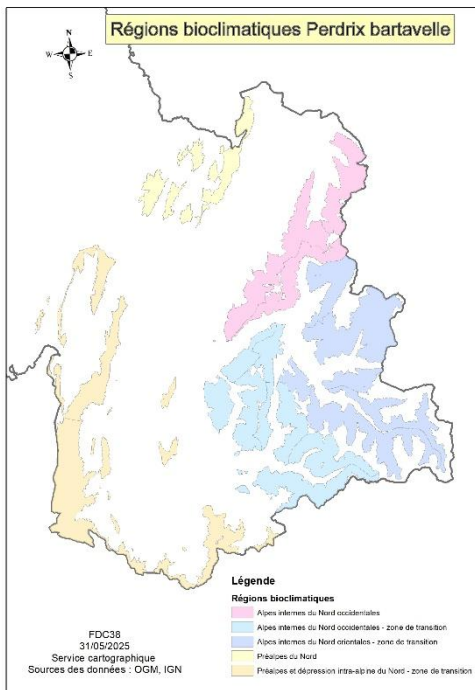 Régions bioclimatiques Perdrix bartavelle
N
W E
S
Légende
Régions bioclimatiques
Alpes internes du Nord occidentales
Alpes internes du Nord occidentales - zone de transition
Alpes internes du Nord orientales - zone de transition
Préalpes du Nord
Préalpes et dépression intra-alpine du Nord - zone de transition
FDC38
31/05/2025
Service cartographique
Sources des données : OGM, IGN